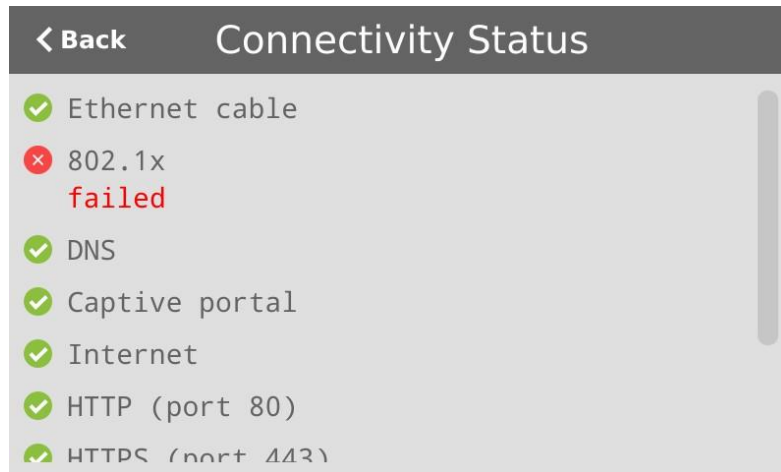 Back
Connectivity Status
Ethernet cable
802.1x
failed
DNS
Captive portal
Internet
HTTP (port 80)
HTTPS (port 443)